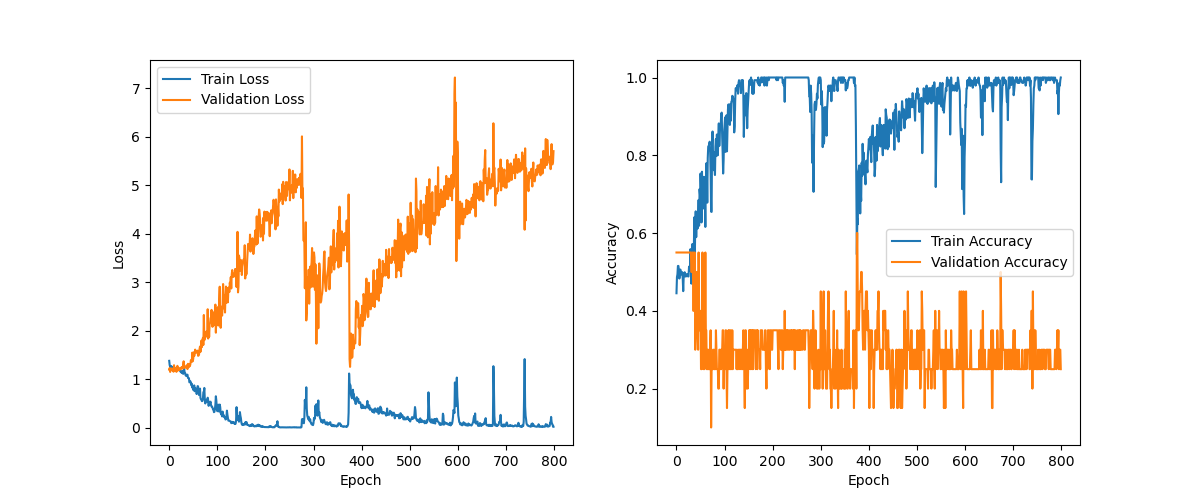 Train Loss
Validation Loss
Loss
7
6
5
4
3
2
1
0
0 100 200 300 400 500 600 700 800
Epoch
Train Accuracy
Validation Accuracy
Accuracy
1.0
0.8
0.6
0.4
0.2
0 100 200 300 400 500 600 700 800
Epoch